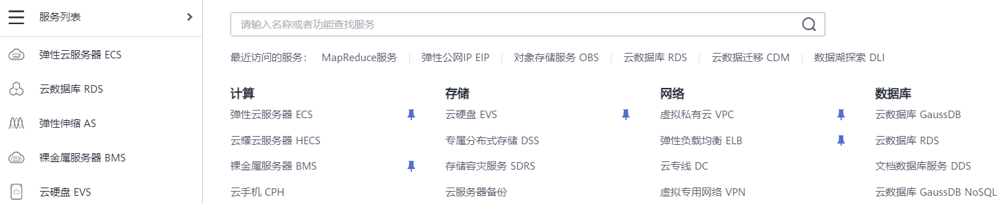 服务列表
弹性云服务器 ECS
云数据库 RDS
弹性伸缩 AS
裸金属服务器 BMS
云硬盘 EVS
请输入名称或者功能查找服务
最近访问的服务： MapReduce服务 弹性公网IP EIP 对象存储服务 OBS 云数据库 RDS 云数据迁移 CDM 数据湖探索 DLI
计算
弹性云服务器 ECS
云耀云服务器 HECS
裸金属服务器 BMS
云手机 CPH
存储
云硬盘 EVS
专属分布式存储 DSS
存储容灾服务 SDRS
云服务器备份
网络
虚拟私有云 VPC
弹性负载均衡 ELB
云专线 DC
虚拟专用网络 VPN
数据库
云数据库 GaussDB
云数据库 RDS
文档数据库服务 DDS
云数据库 GaussDB NoSQL